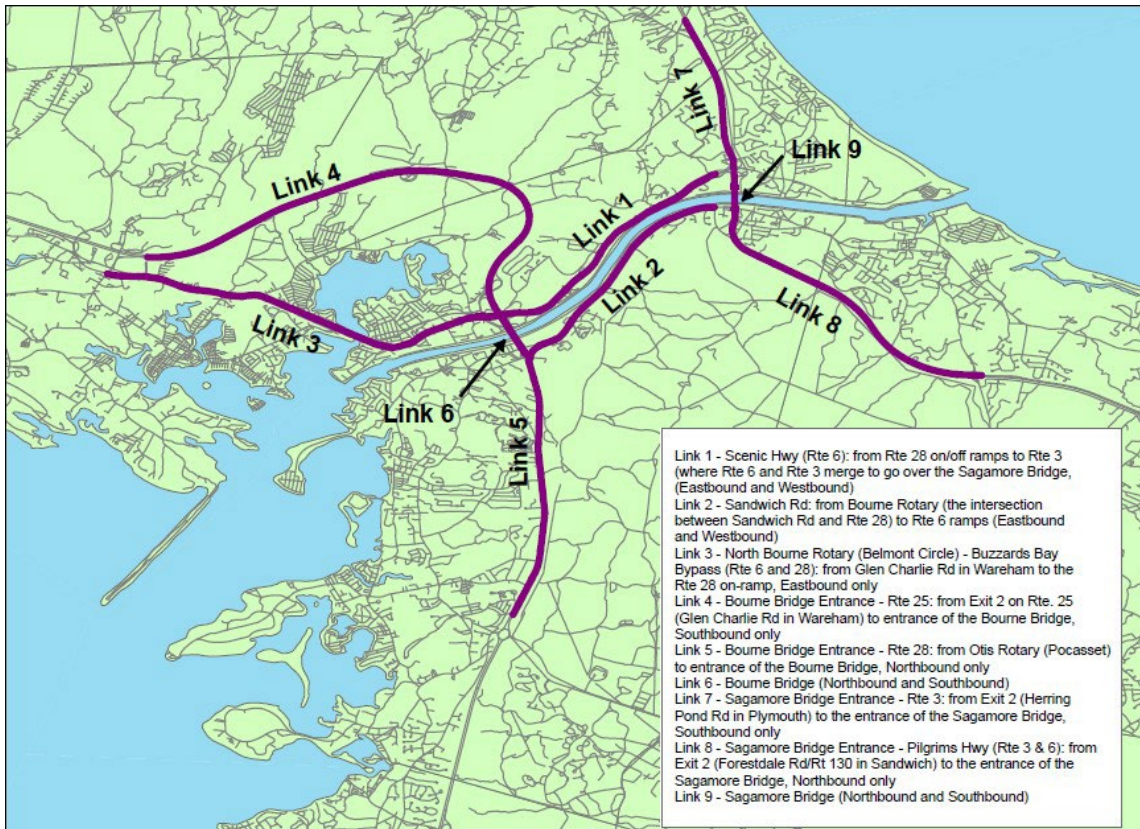 Link 7
Link 9
Link 4
Link 1
Link 2
Link 3
Link 8
Link 6
Link 5
Link 1 - Scenic Hwy (Rte 6): from Rte 28 on/off ramps to Rte 3
(where Rte 6 and Rte 3 merge to go over the Sagamore Bridge,
(Eastbound and Westbound)
Link 2 - Sandwich Rd: from Bourne Rotary (the intersection
between Sandwich Rd and Rte 28) to Rte 6 ramps (Eastbound
and Westbound)
Link 3 - North Bourne Rotary (Belmont Circle) - Buzzards Bay
Bypass (Rte 6 and 28): from Glen Charlie Rd in Wareham to the
Rte 28 on-ramp, Eastbound only
Link 4 - Bourne Bridge Entrance - Rte 25: from Exit 2 on Rte. 25
(Glen Charlie Rd in Wareham) to entrance of the Bourne Bridge,
Southbound only
Link 5 - Bourne Bridge Entrance - Rte 28: from Otis Rotary (Pocasset)
to entrance of the Bourne Bridge, Northbound only
Link 6 - Bourne Bridge (Northbound and Southbound)
Link 7 - Sagamore Bridge Entrance - Rte 3: from Exit 2 (Herring
Pond Rd in Plymouth) to the entrance of the Sagamore Bridge,
Southbound only
Link 8 - Sagamore Bridge Entrance - Pilgrims Hwy (Rte 3 & 6): from
Exit 2 (Forestdale Rd/Rt 130 in Sandwich) to the entrance of the
Sagamore Bridge, Northbound only
Link 9 - Sagamore Bridge (Northbound and Southbound)